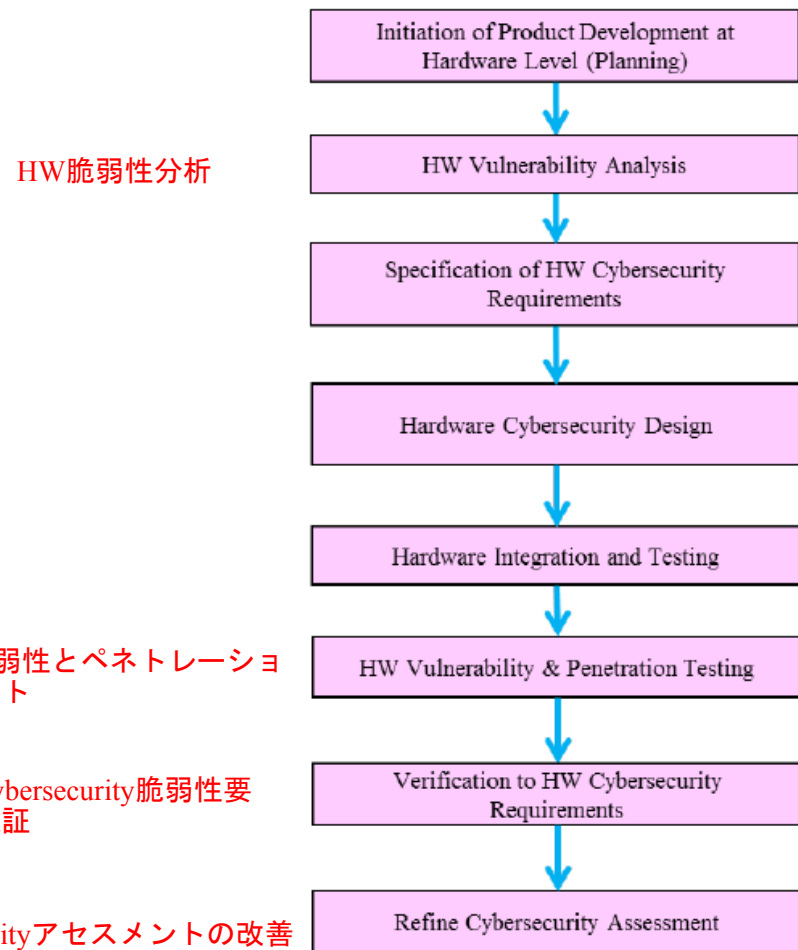 Initiation of Product Development at
Hardware Level (Planning)
HW脆弱性分析
HW Vulnerability Analysis
Specification of HW Cybersecurity
Requirements
Hardware Cybersecurity Design
Hardware Integration and Testing
弱性とペネトレーショ
ト
HW Vulnerability & Penetration Testing
ybersecurity脆弱性要
証
Verification to HW Cybersecurity
Requirements
ityアセスメントの改善
Refine Cybersecurity Assessment